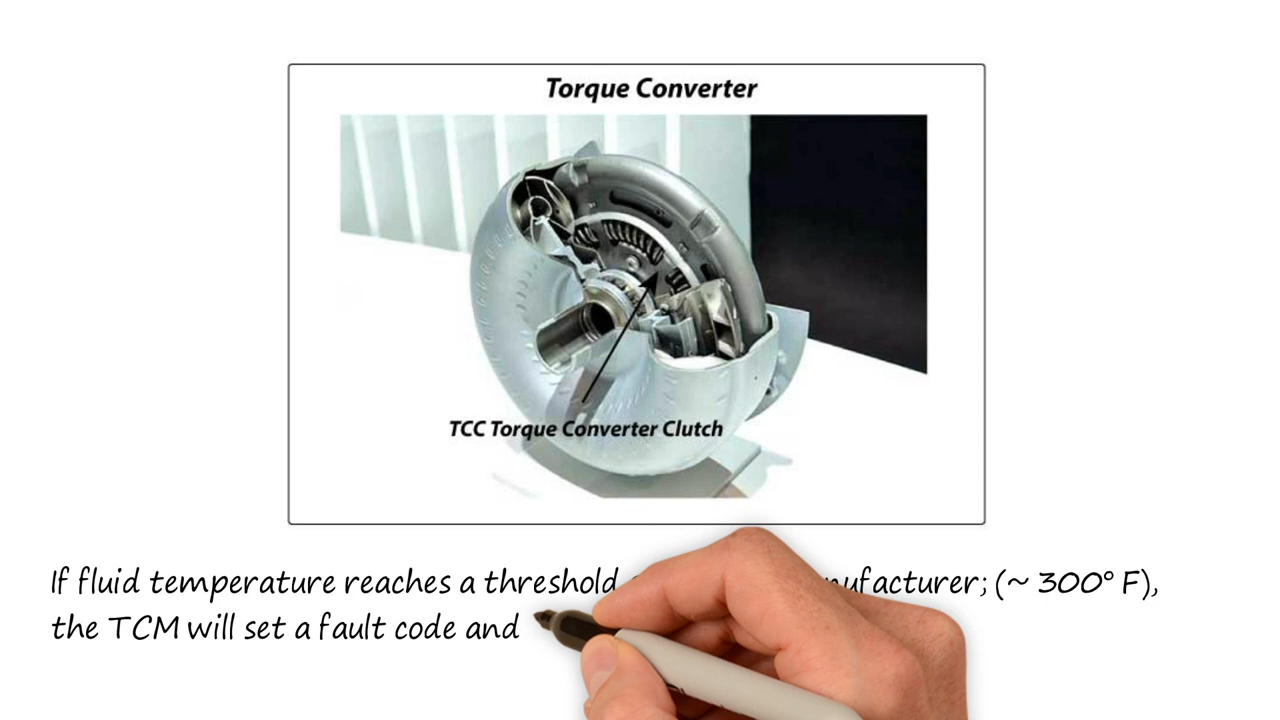 Torque Converter
TCC Torque Converter Clutch
If fluid temperature reaches a threshold nufacturer; (~ 300° F),
the TCM will set a fault code and